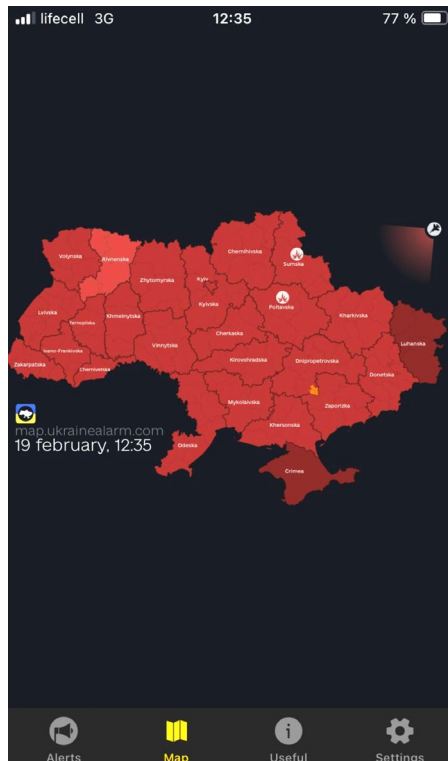 lifecell 3G 12:35 77 %
Chernihivska
Sumska
Volynska
Rivnenska
Zhytomyrska
Kyiv
Kyivska
Poltavska
Kharkivska
Lvivska
Ternopilska
Khmelnytska
Cherkaska
Luhanska
Ivano-Frankivska
Vinnytska
Kirovohradska
Dnipropetrovska
Zakarpatska
Chernivetska
Donetska
Mykolaivska
Zaporizka
Khersonska
Odeska
Crimea
map.ukrainealarm.com
19 february, 12:35
Alerts Map Useful Settings